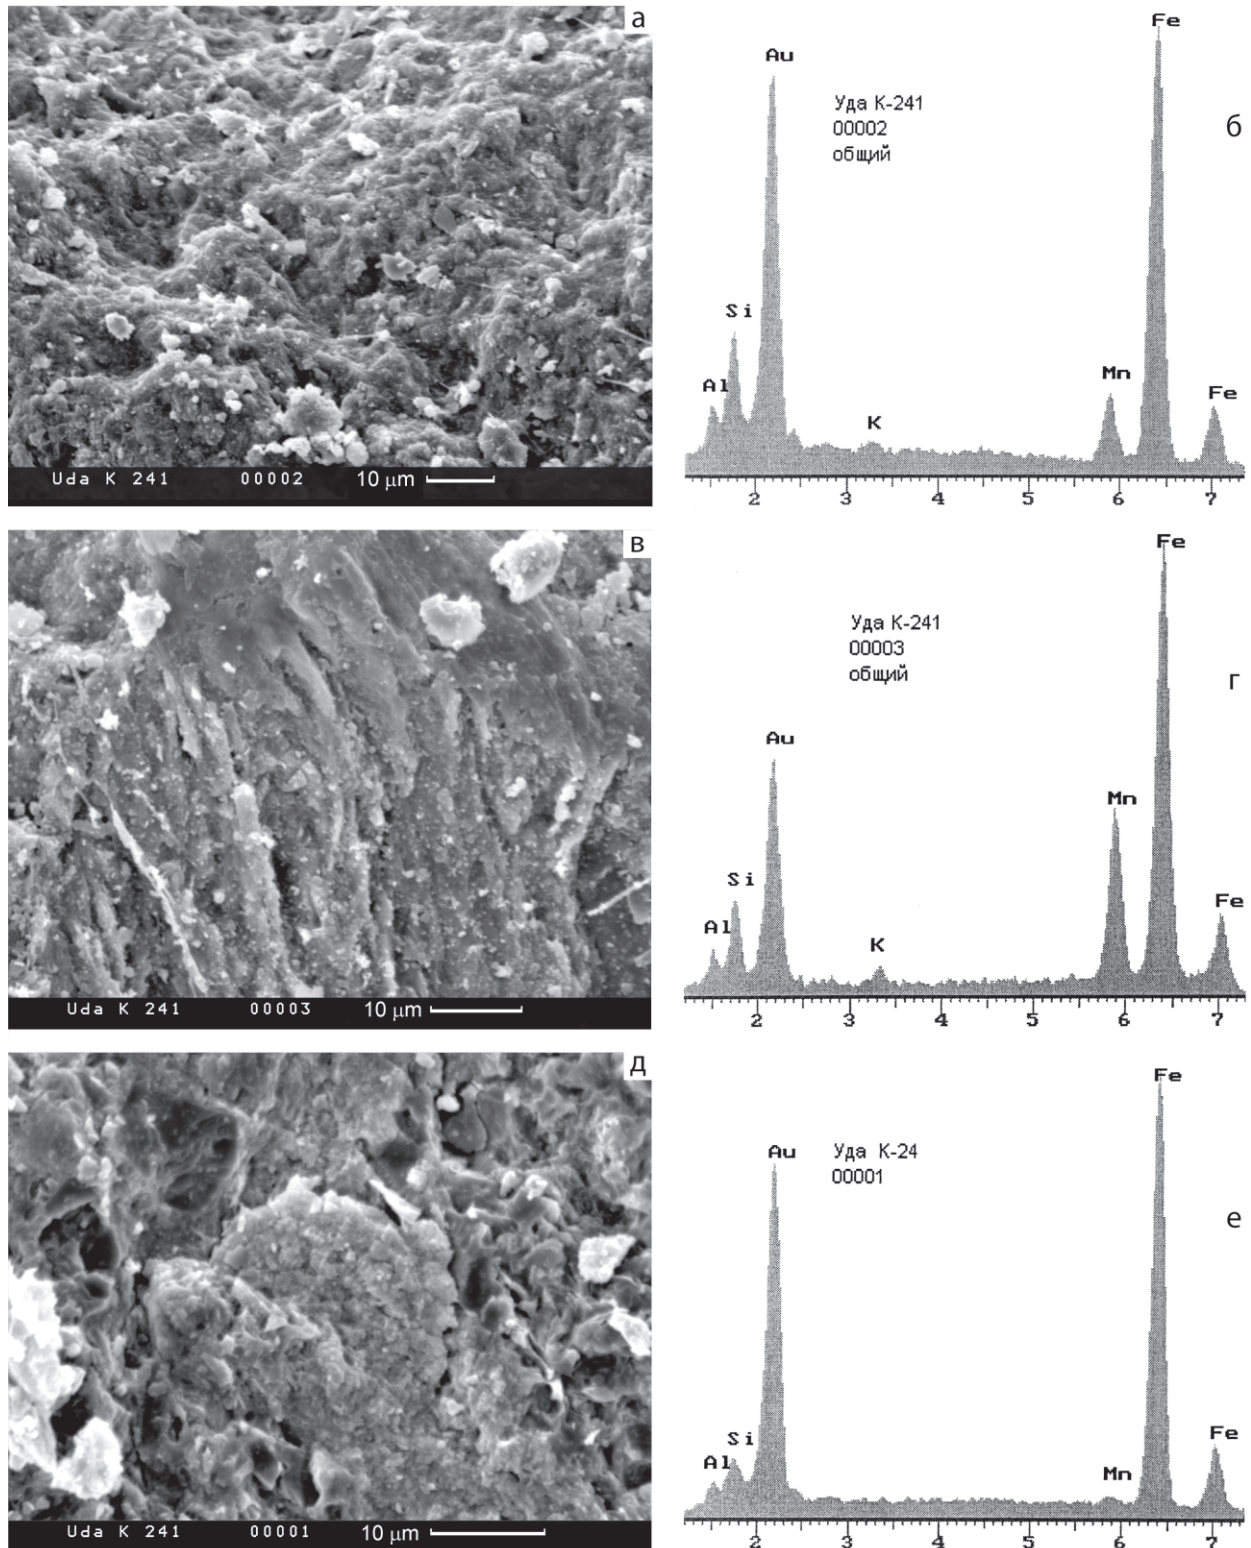 а
Uda K 241 00002 10 μm
Fe
Au
Уда К-241
00002
общий
б
Si
Al
Mn
K
Fe
2 3 4 5 6 7
в
Uda K 241 00003 10 μm
Fe
Уда К-241
00003
общий
г
Au
Mn
Si
Al
K
Fe
2 3 4 5 6 7
д
Uda K 241 00001 10 μm
Fe
Au
Уда К-24
00001
е
Si
Al
Mn
Fe
2 3 4 5 6 7